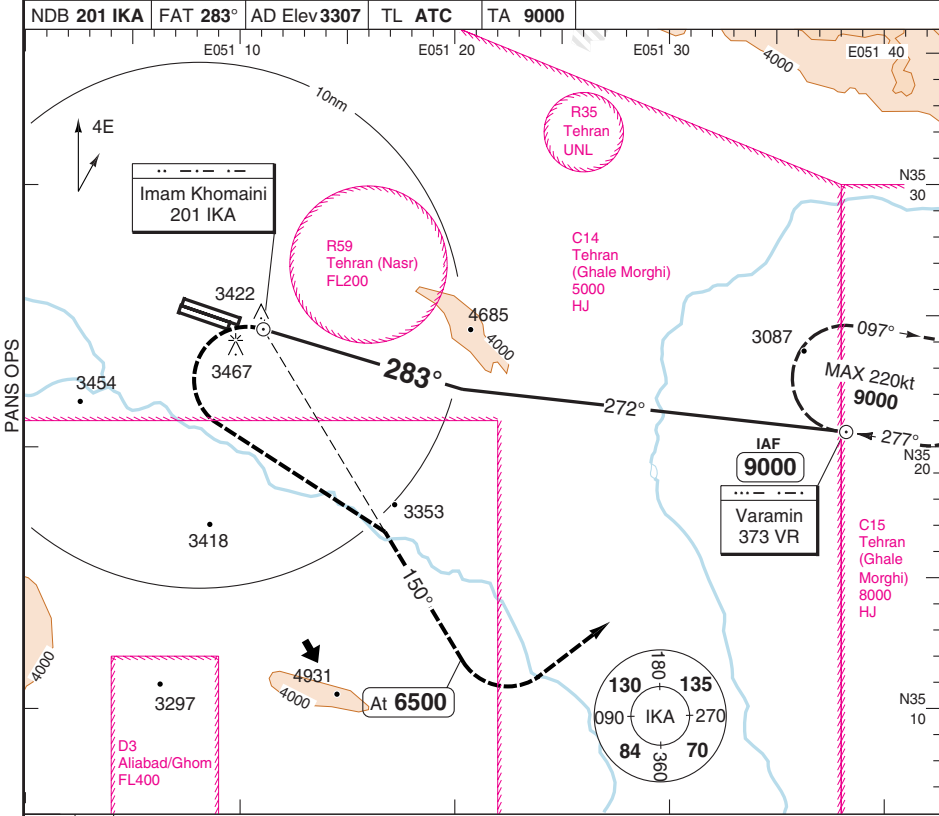 NDB 201 IKA FAT 283° AD Elev 3307 TL ATC TA 9000
E051 10
E051 20
E051 30
E051 40
4000
10nm
4E
R35
Tehran
UNL
N35
30
Imam Khomaini
201 IKA
R59
Tehran (Nasr)
FL200
C14
Tehran
(Ghale Morghi)
5000
HJ
3422
3467
4685
4000
3087
097°
283°
MAX 220kt
9000
272°
277°
PANS OPS
3454
IAF
9000
N35
20
Varamin
373 VR
3353
3418
C15
Tehran
(Ghale
Morghi)
8000
HJ
150°
4000
4931
4000
At 6500
3297
D3
Aliabad/Ghom
FL400
180
130 135
090 IKA 270
84 70
360
N35
10